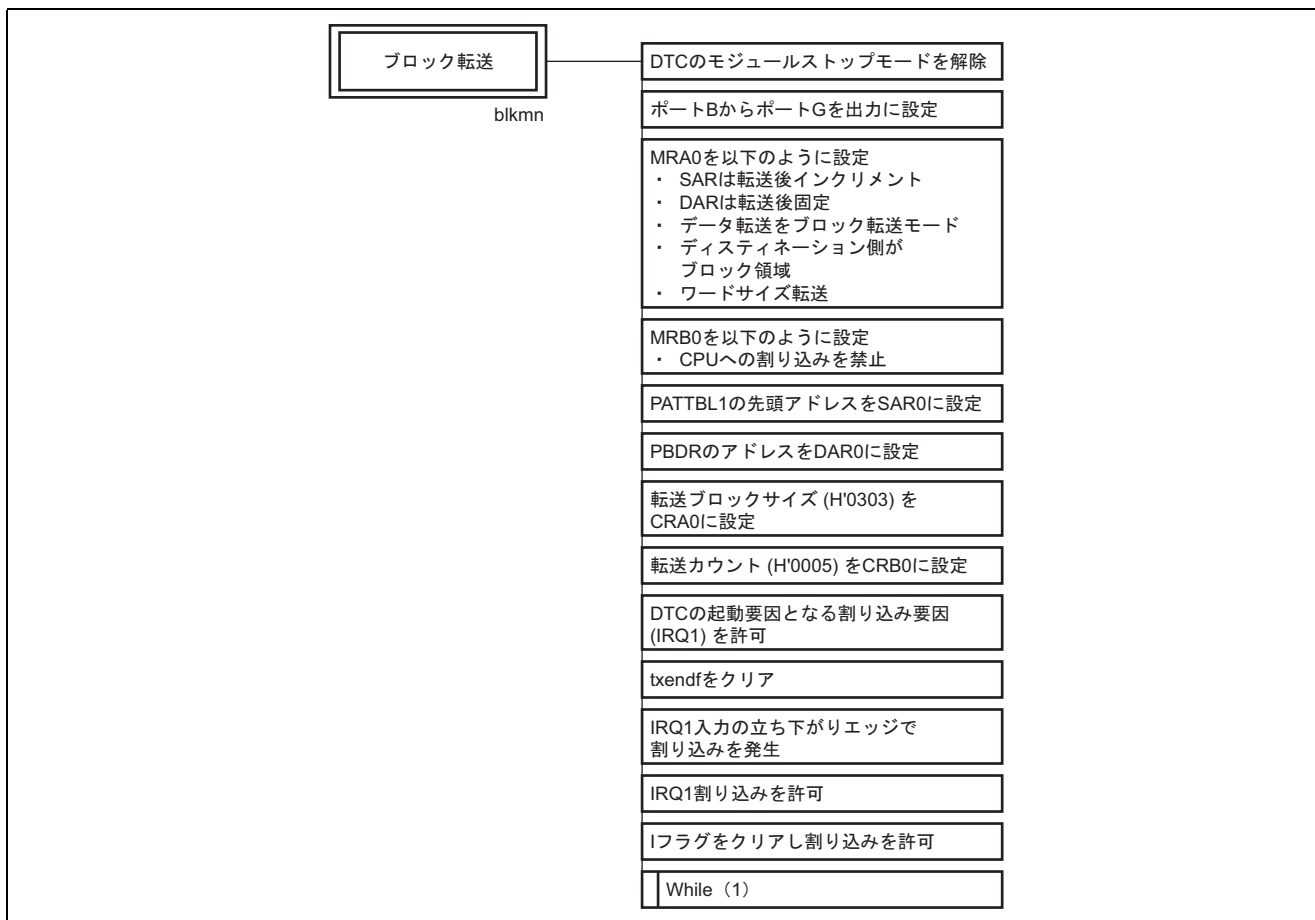 ブロック転送
blkmn
DTCのモジュールストップモードを解除
ポートBからポートGを出力に設定
MRA0を以下のように設定
・ SARは転送後インクリメント
・ DARは転送後固定
・ データ転送をブロック転送モード
・ ディスティネーション側が
ブロック領域
・ ワードサイズ転送
MRB0を以下のように設定
・ CPUへの割り込みを禁止
PATTBL1の先頭アドレスをSAR0に設定
PBDRのアドレスをDAR0に設定
転送ブロックサイズ (H'0303) を
CRA0に設定
転送カウント (H'0005) をCRB0に設定
DTCの起動要因となる割り込み要因
(IRQ1) を許可
txendfをクリア
IRQ1入力の立ち下がりエッジで
割り込みを発生
IRQ1割り込みを許可
Iフラグをクリアし割り込みを許可
While（1）